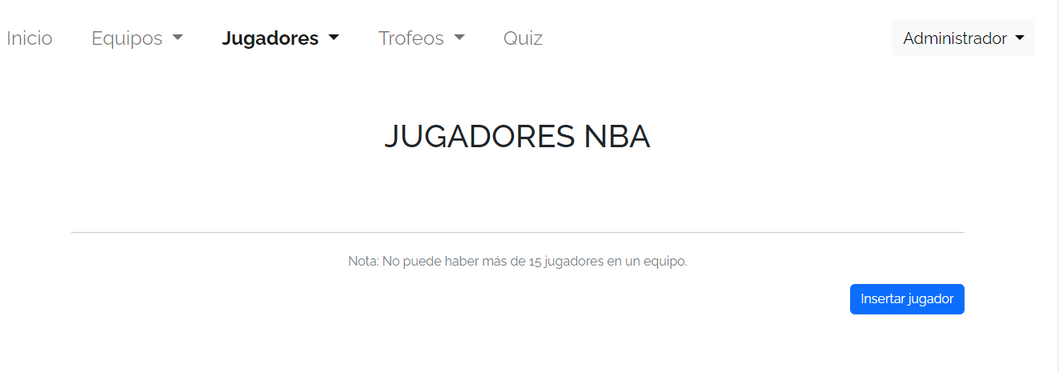 Inicio Equipos Jugadores Trofeos Quiz Administrador
JUGADORES NBA
Nota: No puede haber más de 15 jugadores en un equipo.
Insertar jugador